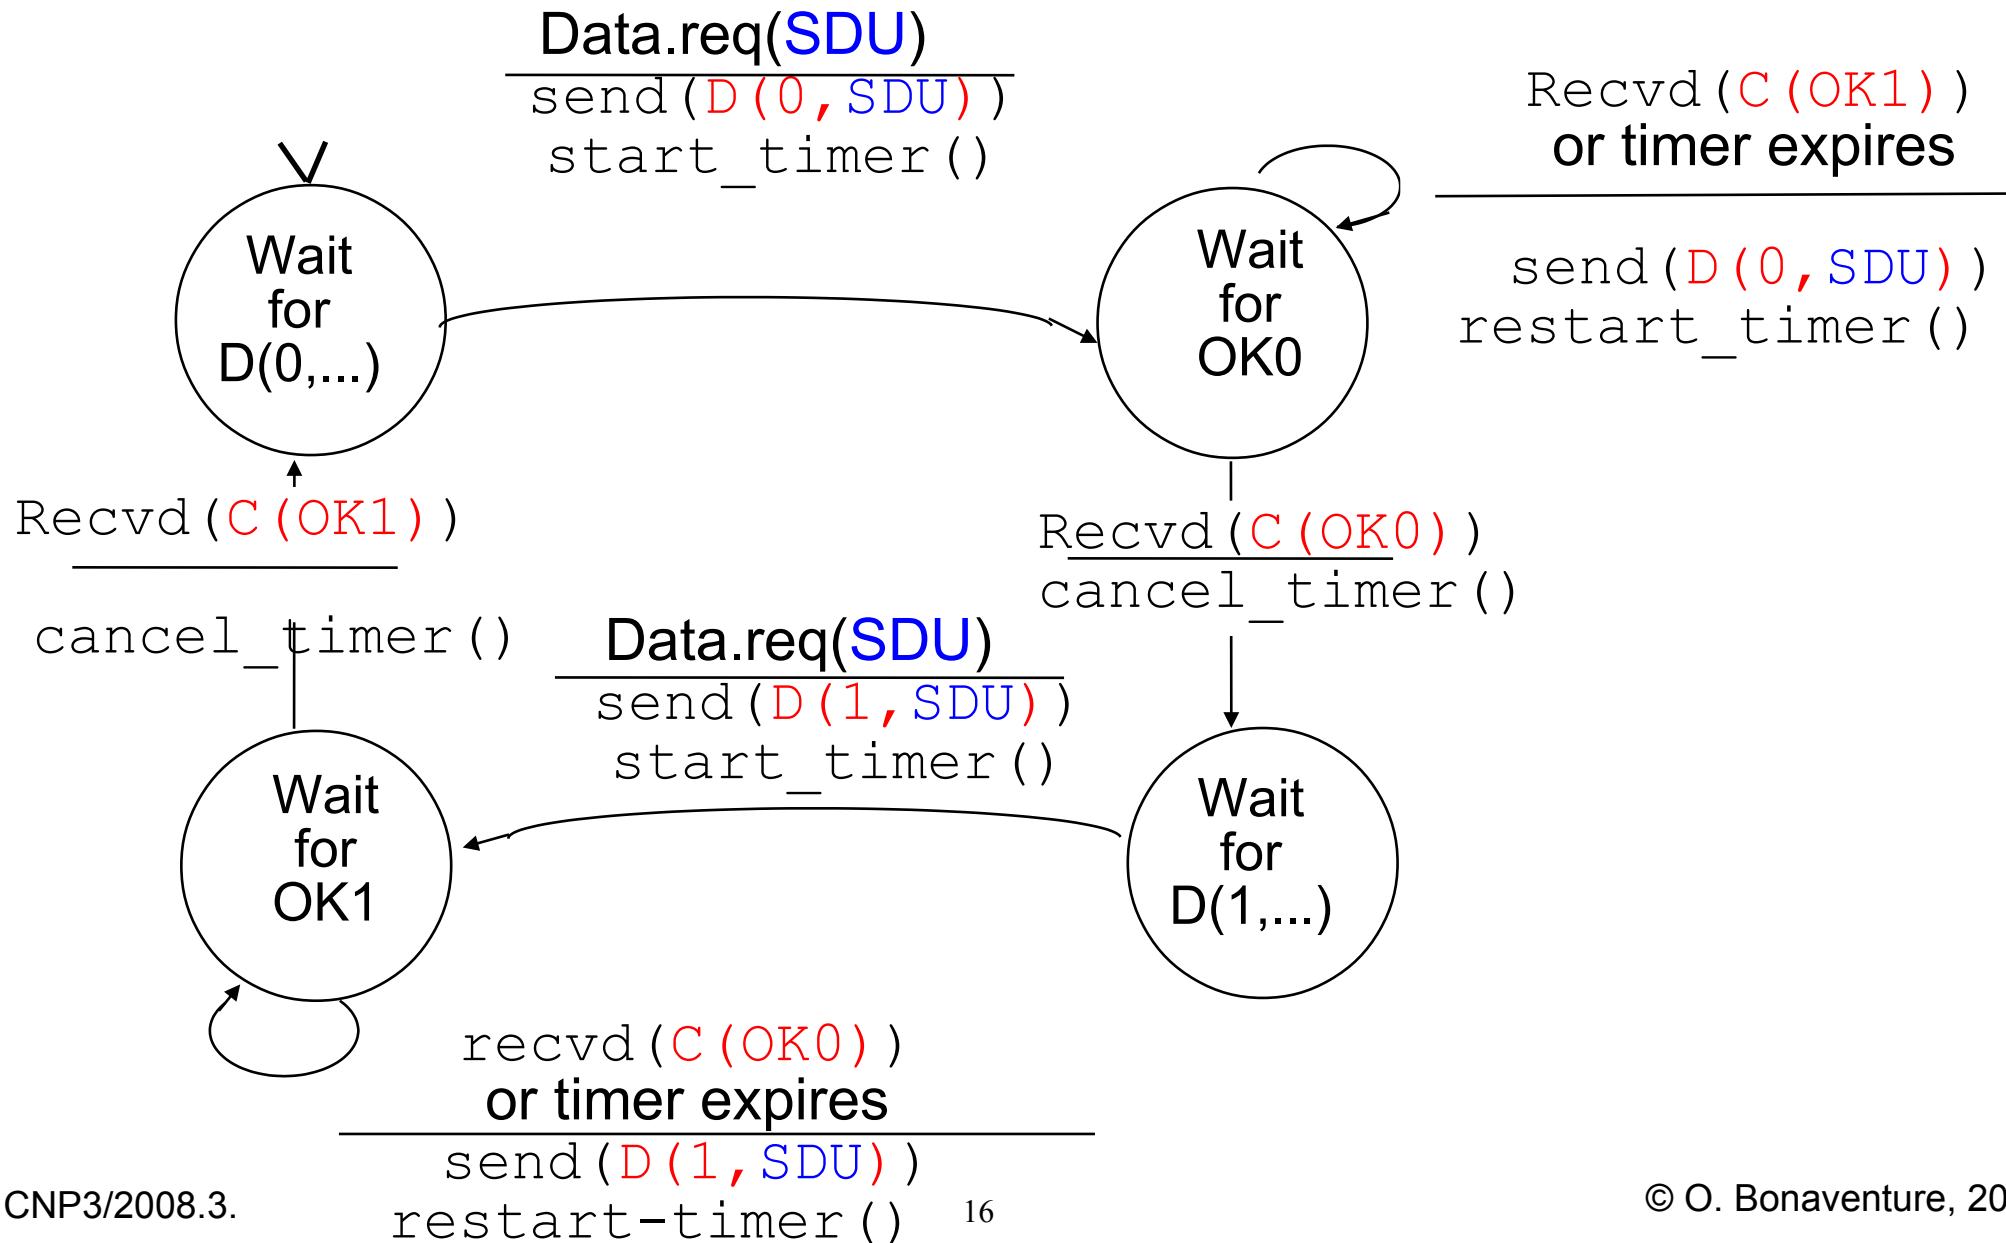 Data.req(SDU)
send(D(0,SDU))
start_timer()
Recvd(C(OK1))
or timer expires
send(D(0,SDU))
restart_timer()
Wait
for
D(0,...)
Wait
for
OK0
Recvd(C(OK1))
cancel_timer()
Recvd(C(OK0))
cancel_timer()
Data.req(SDU)
send(D(1,SDU))
start_timer()
Wait
for
OK1
Wait
for
D(1,...)
recvd(C(OK0))
or timer expires
send(D(1,SDU))
restart-timer()
CNP3/2008.3.
16
© O. Bonaventure, 20